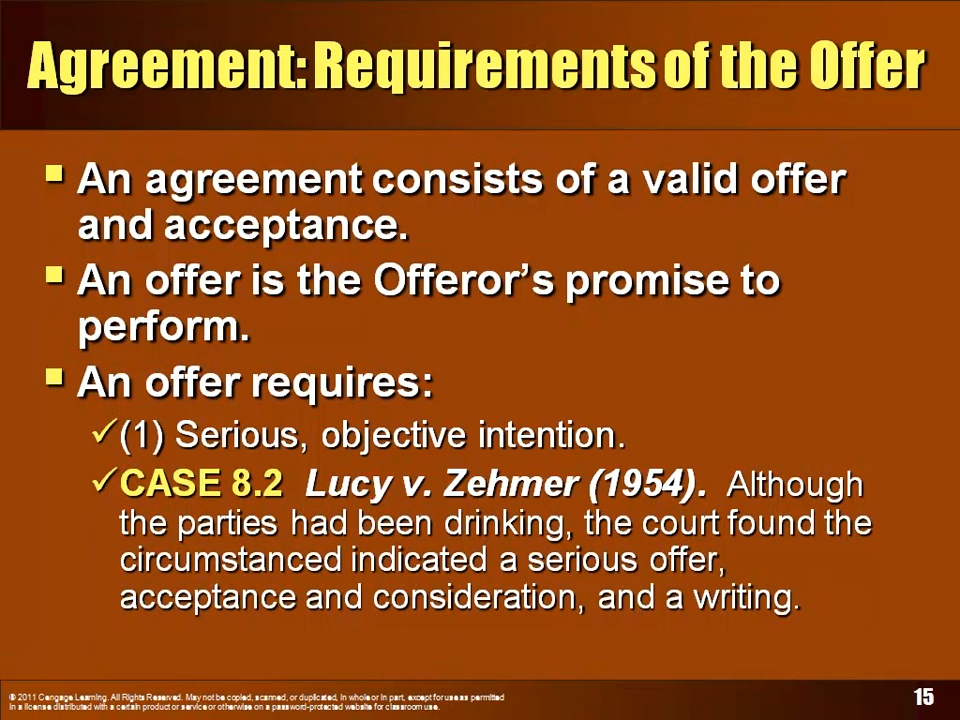 Agreement: Requirements of the Offer
An agreement consists of a valid offer
and acceptance.
An offer is the Offeror's promise to
perform.
An offer requires:
(1) Serious, objective intention.
CASE 8.2 Lucy v. Zehmer (1954). Although
the parties had been drinking, the court found the
circumstanced indicated a serious offer,
acceptance and consideration, and a writing.
© 2011 Cengage Learning. All Rights Reserved. May not be copied, scanned, or duplicated, in whole or in part, except for use as permitted
in a license distributed with a certain product or service or otherwise on a password-protected website for classroom use.
15